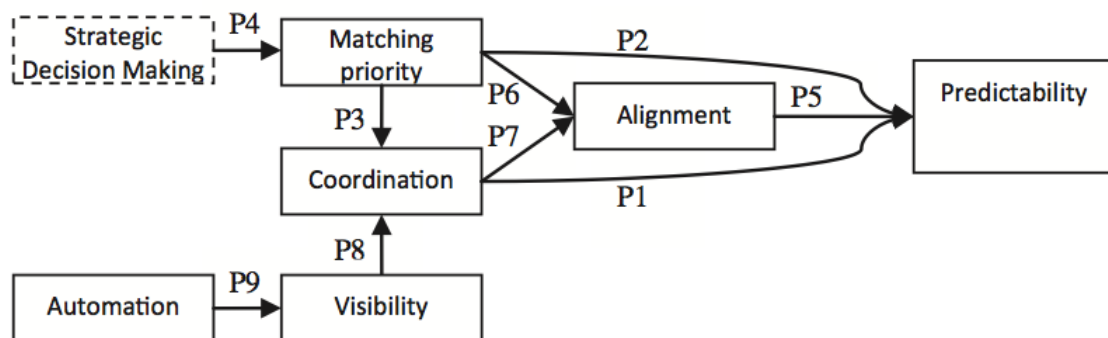 P4
Strategic
Decision Making
Matching
priority
P2
P6
P5
Predictability
P3
P7
Alignment
Coordination
P1
P8
P9
Automation
Visibility